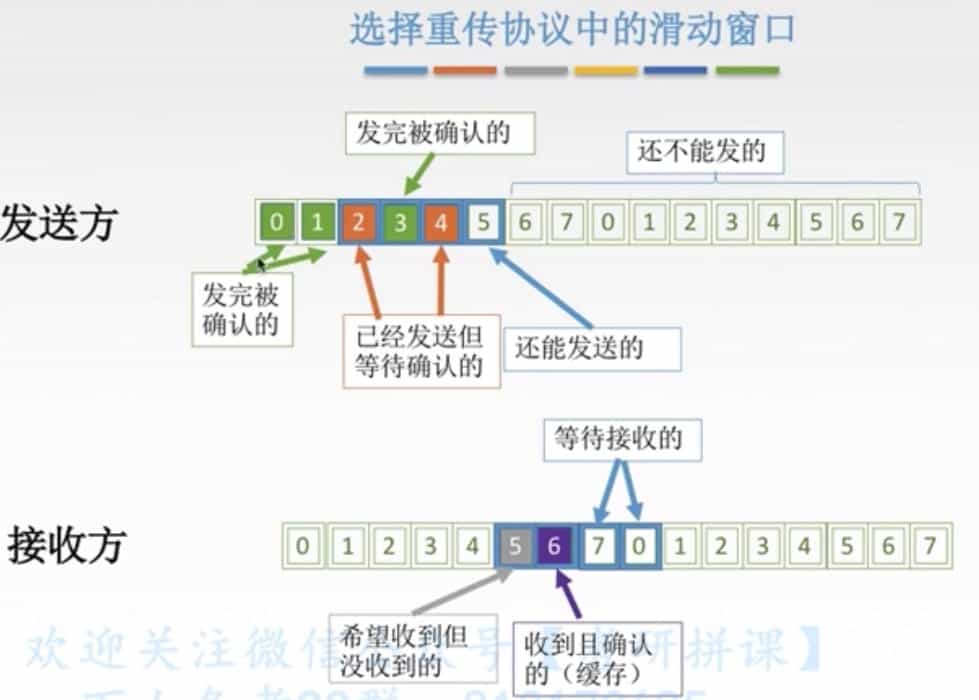 选择重传协议中的滑动窗口
发完被确认的
还不能发的
发送方
0 1 2 3 4 5 6 7 0 1 2 3 4 5 6 7
发完被
确认的
已经发送但
等待确认的
还能发送的
等待接收的
接收方
0 1 2 3 4 5 6 7 0 1 2 3 4 5 6 7
希望收到但
没收到的
收到且确认
的（缓存）
欢迎关注微信
研拼课】